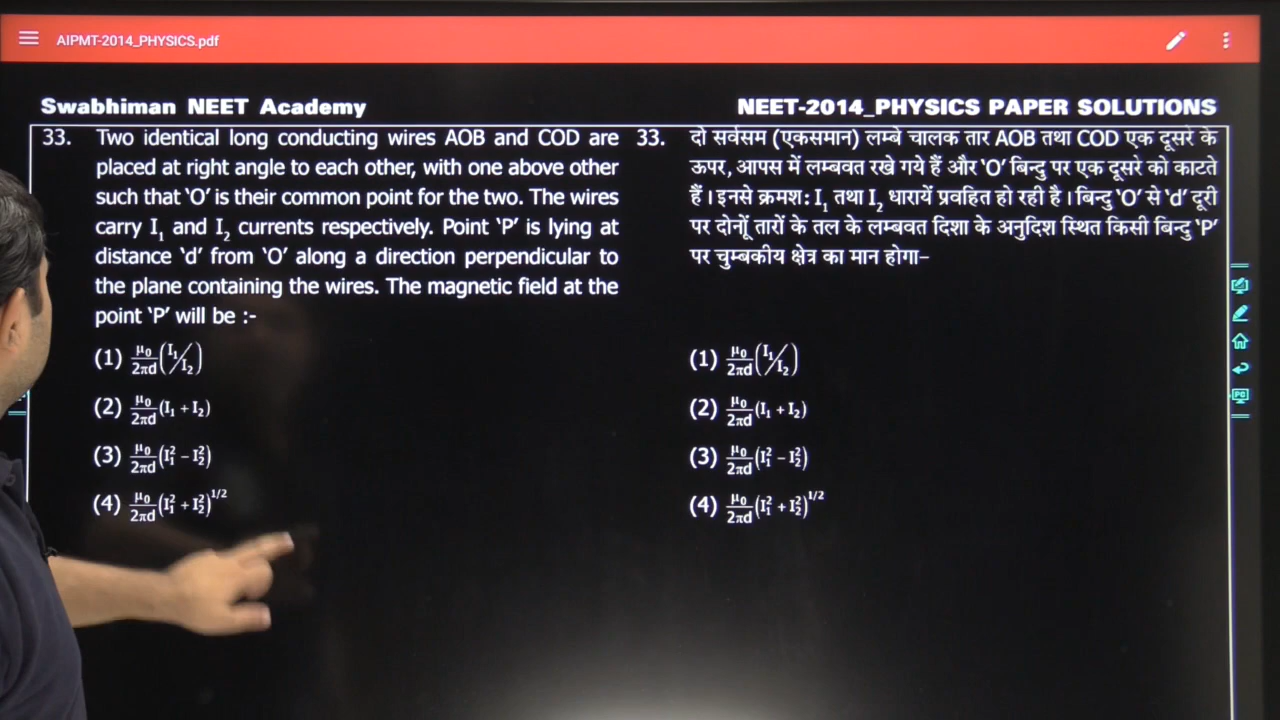 AIPMT-2014_PHYSICS.pdf
Swabhiman NEET Academy
NEET-2014_PHYSICS PAPER SOLUTIONS
33. Two identical long conducting wires AOB and COD are
placed at right angle to each other, with one above other
such that ‘O’ is their common point for the two. The wires
carry I₁ and I₂ currents respectively. Point ‘P’ is lying at
distance ‘d’ from ‘O’ along a direction perpendicular to
the plane containing the wires. The magnetic field at the
point ‘P’ will be :-
(1) μ₀/2πd (I₁/I₂)
(2) μ₀/2πd (I₁ + I₂)
(3) μ₀/2πd (I₁² − I₂²)
(4) μ₀/2πd (I₁² + I₂²)^1/2
33. दो सर्वसम (एकसमान) लम्बे चालक तार AOB तथा COD एक दूसरे के
ऊपर, आपस में लम्बवत रखे गये हैं और ‘O’ बिन्दु पर एक दूसरे को काटते
हैं। इनसे क्रमश: I₁ तथा I₂ धारायें प्रवहित हो रही है। बिन्दु ‘O’ से ‘d’ दूरी
पर दोनों तारों के तल के लम्बवत दिशा के अनुदिश स्थित किसी बिन्दु ‘P’
पर चुम्बकीय क्षेत्र का मान होगा–
(1) μ₀/2πd (I₁/I₂)
(2) μ₀/2πd (I₁ + I₂)
(3) μ₀/2πd (I₁² − I₂²)
(4) μ₀/2πd (I₁² + I₂²)^1/2
PC